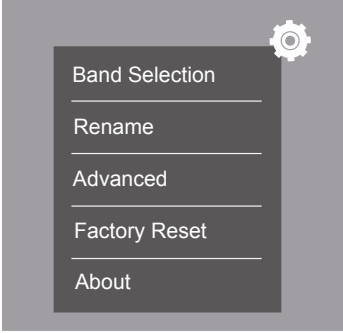 Band Selection
Rename
Advanced
Factory Reset
About